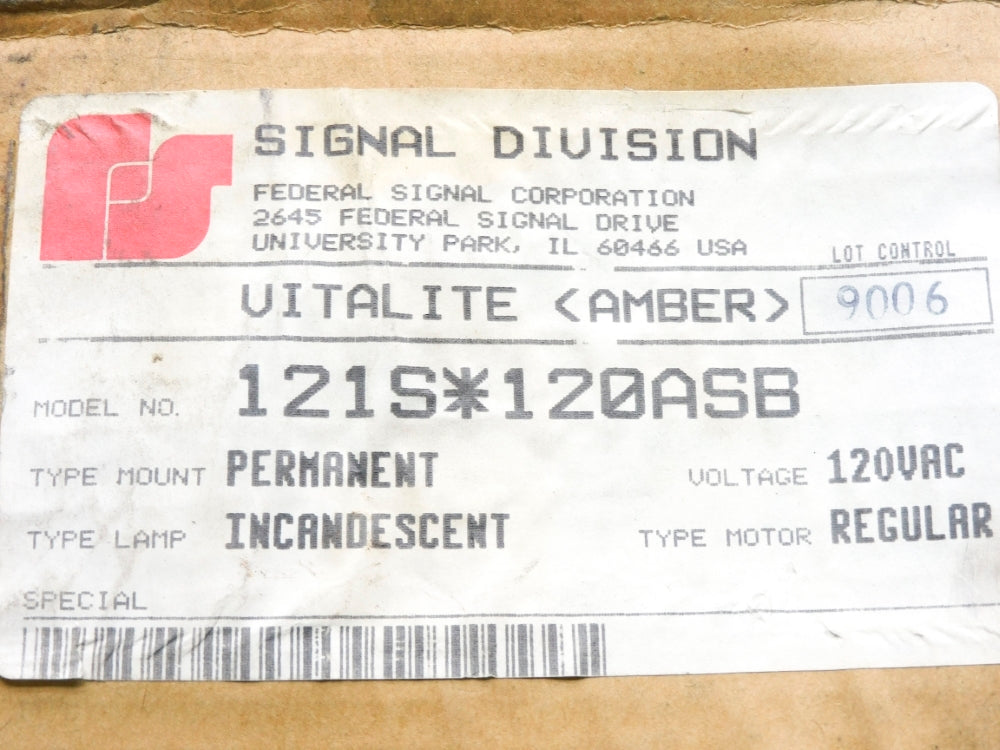 SIGNAL DIVISION
FEDERAL SIGNAL CORPORATION
2645 FEDERAL SIGNAL DRIVE
UNIVERSITY PARK, IL 60466 USA
LOT CONTROL
VITALITE <AMBER> 9006
MODEL NO. 121S*120ASB
TYPE MOUNT PERMANENT VOLTAGE 120VAC
TYPE LAMP INCANDESCENT TYPE MOTOR REGULAR
SPECIAL